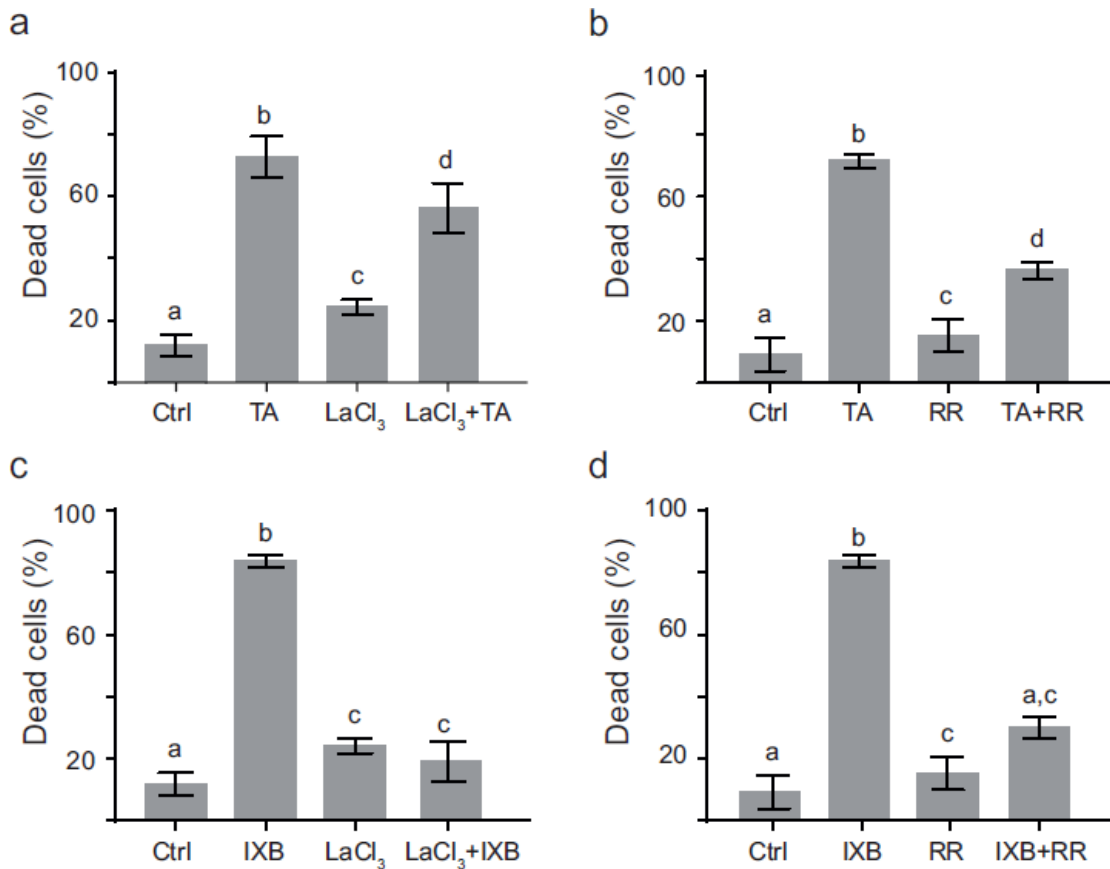 a
Dead cells (%)
100
60
20
a
b
c
d
Ctrl
TA
LaCl₃
LaCl₃+TA
b
Dead cells (%)
100
60
20
a
b
c
d
Ctrl
TA
RR
TA+RR
c
Dead cells (%)
100
60
20
a
b
c
c
Ctrl
IXB
LaCl₃
LaCl₃+IXB
d
Dead cells (%)
100
60
20
a
b
c
a,c
Ctrl
IXB
RR
IXB+RR